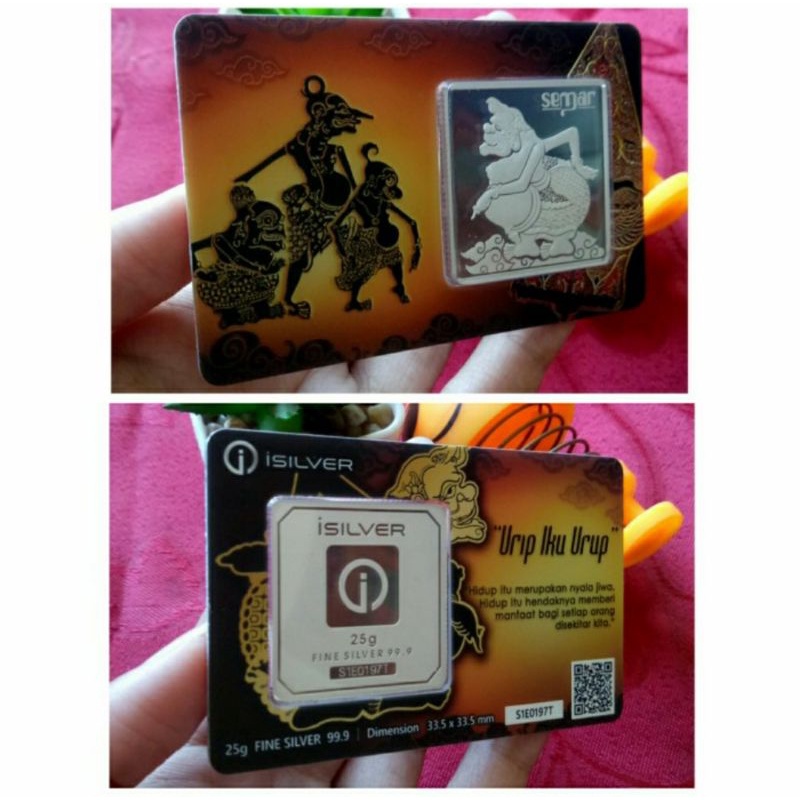 semar
iSILVER
iSILVER
25g
FINE SILVER 99.9
S1E0197T
"Urip Iku Urup"
"Hidup itu merupakan nyala jiwa,
Hidup itu hendaknya memberi
manfaat bagi setiap orang
disekitar kita."
25g FINE SILVER 99.9 | Dimension 33.5 x 33.5 mm
S1E0197T